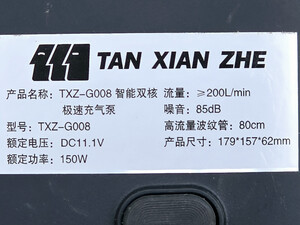 TAN XIAN ZHE
产品名称：TXZ-G008 智能双核
极速充气泵
型号：TXZ-G008
额定电压：DC11.1V
额定功率：150W
流量：≥200L/min
噪音：85dB
高流量波纹管：80cm
产品尺寸：179*157*62mm